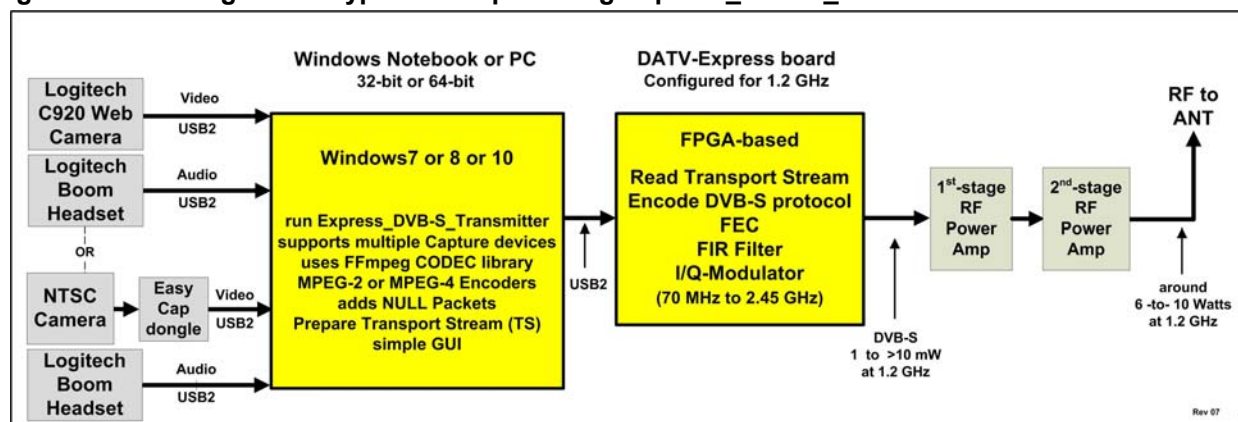 Windows Notebook or PC
32-bit or 64-bit
DATV-Express board
Configured for 1.2 GHz
RF to
ANT
Logitech
C920 Web
Camera
Video
USB2
Logitech
Boom
Headset
Audio
USB2
OR
NTSC
Camera
Easy
Cap
dongle
Video
USB2
Logitech
Boom
Headset
Audio
USB2
Windows7 or 8 or 10
run Express_DVB-S_Transmitter
supports multiple Capture devices
uses FFmpeg CODEC library
MPEG-2 or MPEG-4 Encoders
adds NULL Packets
Prepare Transport Stream (TS)
simple GUI
USB2
FPGA-based
Read Transport Stream
Encode DVB-S protocol
FEC
FIR Filter
I/Q-Modulator
(70 MHz to 2.45 GHz)
DVB-S
1 to >10 mW
at 1.2 GHz
1st-stage
RF
Power
Amp
2nd-stage
RF
Power
Amp
around
6 -to- 10 Watts
at 1.2 GHz
Rev 07